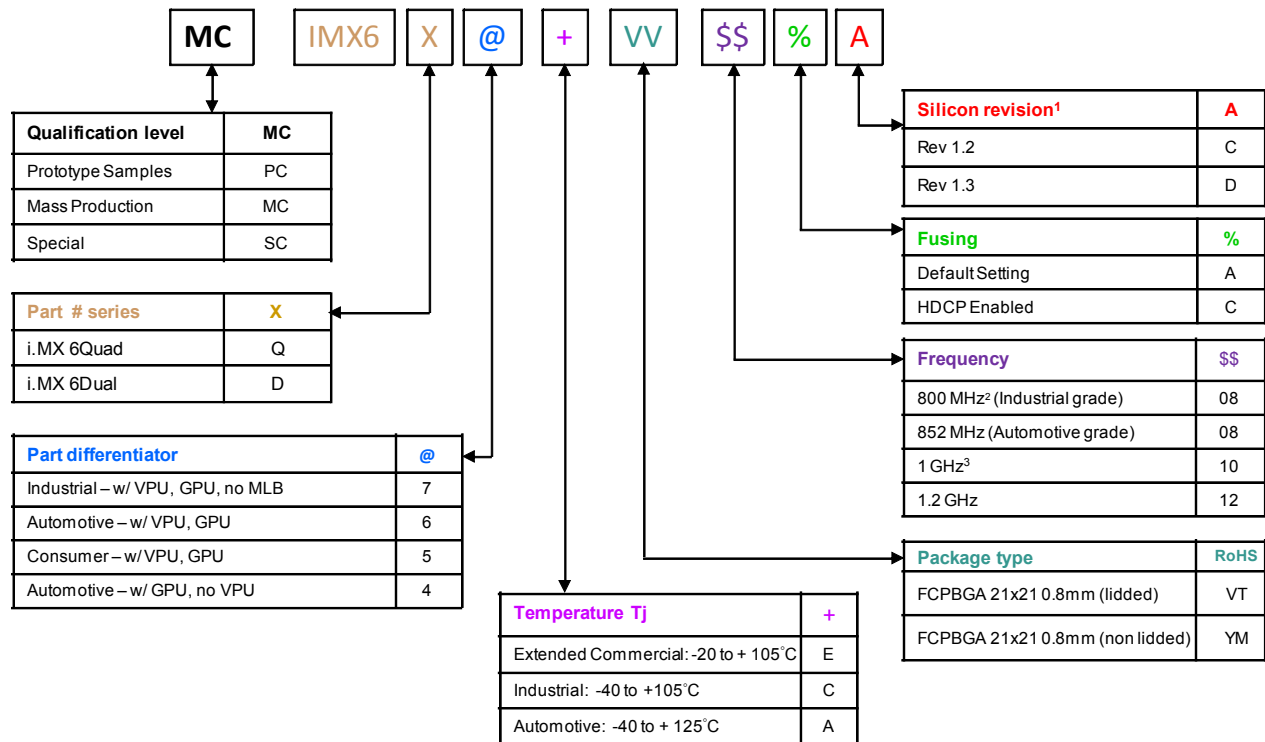 MC IMX6 X @ + VV $$ % A
Qualification level MC
Prototype Samples PC
Mass Production MC
Special SC
Part # series X
i.MX 6Quad Q
i.MX 6Dual D
Part differentiator @
Industrial – w/ VPU, GPU, no MLB 7
Automotive – w/ VPU, GPU 6
Consumer – w/ VPU, GPU 5
Automotive – w/ GPU, no VPU 4
Temperature Tj +
Extended Commercial: -20 to + 105°C E
Industrial: -40 to +105°C C
Automotive: -40 to + 125°C A
Silicon revision¹ A
Rev 1.2 C
Rev 1.3 D
Fusing %
Default Setting A
HDCP Enabled C
Frequency $$
800 MHz² (Industrial grade) 08
852 MHz (Automotive grade) 08
1 GHz³ 10
1.2 GHz 12
Package type RoHS
FCPBGA 21x21 0.8mm (lidded) VT
FCPBGA 21x21 0.8mm (non lidded) YM